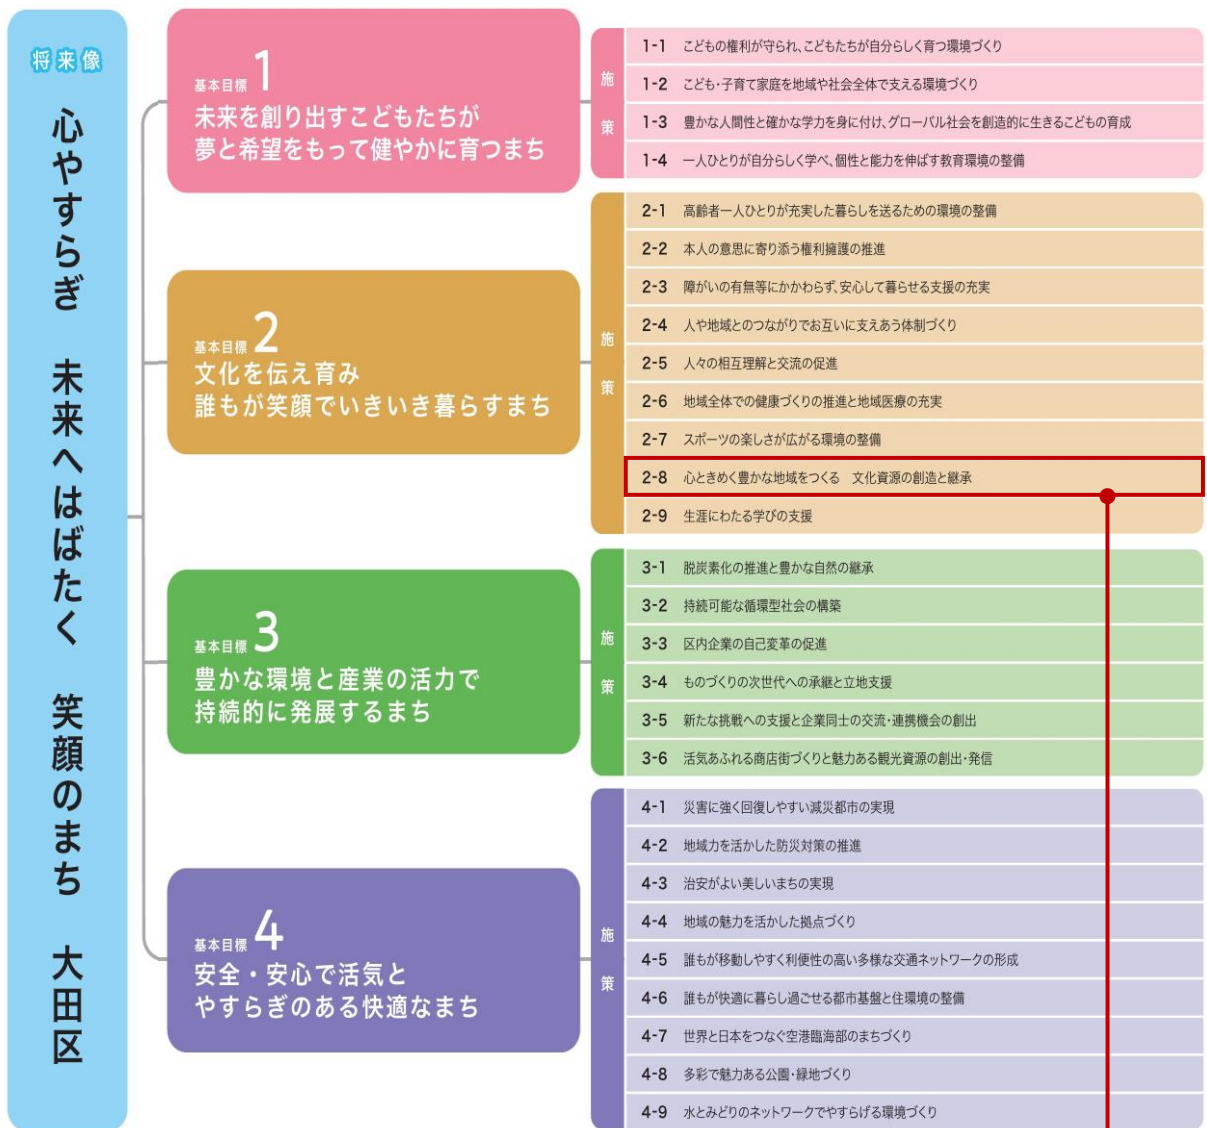 将来像
心やすらぎ　未来へはばたく　笑顔のまち　大田区
基本目標 1
未来を創り出すこどもたちが
夢と希望をもって健やかに育つまち
施策
1-1 こどもの権利が守られ、こどもたちが自分らしく育つ環境づくり
1-2 こども・子育て家庭を地域や社会全体で支える環境づくり
1-3 豊かな人間性と確かな学力を身に付け、グローバル社会を創造的に生きるこどもの育成
1-4 一人ひとりが自分らしく学べ、個性と能力を伸ばす教育環境の整備
基本目標 2
文化を伝え育み
誰もが笑顔でいきいき暮らすまち
施策
2-1 高齢者一人ひとりが充実した暮らしを送るための環境の整備
2-2 本人の意思に寄り添う権利擁護の推進
2-3 障がいの有無等にかかわらず、安心して暮らせる支援の充実
2-4 人や地域とのつながりでお互いに支えあう体制づくり
2-5 人々の相互理解と交流の促進
2-6 地域全体での健康づくりの推進と地域医療の充実
2-7 スポーツの楽しさが広がる環境の整備
2-8 心ときめく豊かな地域をつくる　文化資源の創造と継承
2-9 生涯にわたる学びの支援
基本目標 3
豊かな環境と産業の活力で
持続的に発展するまち
施策
3-1 脱炭素化の推進と豊かな自然の継承
3-2 持続可能な循環型社会の構築
3-3 区内企業の自己変革の促進
3-4 ものづくりの次世代への承継と立地支援
3-5 新たな挑戦への支援と企業同士の交流・連携機会の創出
3-6 活気あふれる商店街づくりと魅力ある観光資源の創出・発信
基本目標 4
安全・安心で活気と
やすらぎのある快適なまち
施策
4-1 災害に強く回復しやすい減災都市の実現
4-2 地域力を活かした防災対策の推進
4-3 治安がよい美しいまちの実現
4-4 地域の魅力を活かした拠点づくり
4-5 誰もが移動しやすく利便性の高い多様な交通ネットワークの形成
4-6 誰もが快適に暮らし過ごせる都市基盤と住環境の整備
4-7 世界と日本をつなぐ空港臨海部のまちづくり
4-8 多彩で魅力ある公園・緑地づくり
4-9 水とみどりのネットワークでやすらげる環境づくり